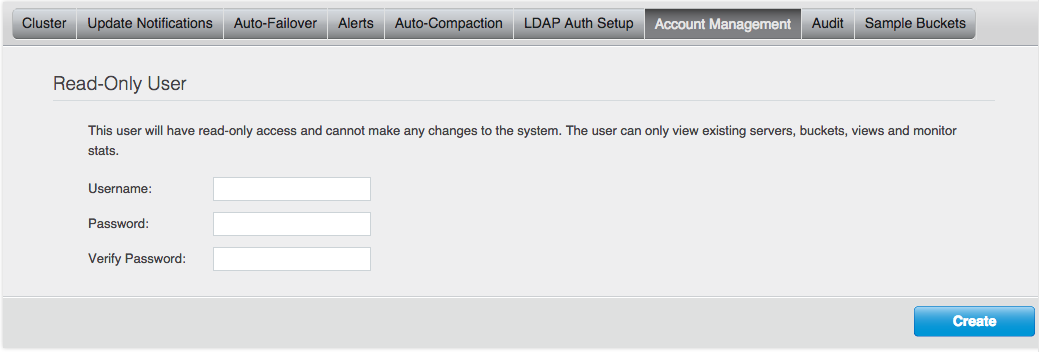 Cluster Update Notifications Auto-Failover Alerts Auto-Compaction LDAP Auth Setup Account Management Audit Sample Buckets
Read-Only User
This user will have read-only access and cannot make any changes to the system. The user can only view existing servers, buckets, views and monitor
stats.
Username:
Password:
Verify Password:
Create